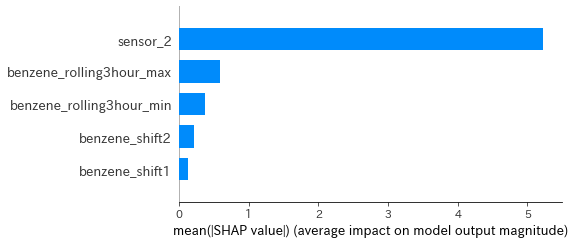 sensor_2
benzene_rolling3hour_max
benzene_rolling3hour_min
benzene_shift2
benzene_shift1
0 1 2 3 4 5
mean(|SHAP value|) (average impact on model output magnitude)